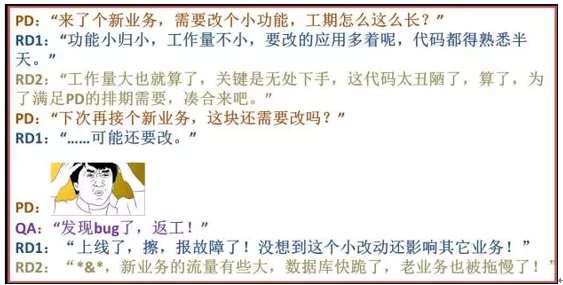 PD：“来了个新业务，需要改个小功能，工期怎么这么长？”
RD1：“功能小归小，工作量不小，要改的应用多着呢，代码都得熟悉半
天。”
RD2：“工作量大也就算了，关键是无处下手，这代码太丑陋了，算了，为
了满足PD的排期需要，凑合来吧。”
PD：“下次再接个新业务，这块还需要改吗？”
RD1：“……可能还要改。”
PD：
QA：“发现bug了，返工！”
RD1：“上线了，擦，报故障了！没想到这个小改动还影响其它业务！”
RD2：“*&*，新业务的流量有些大，数据库快跪了，老业务也被拖慢了！”